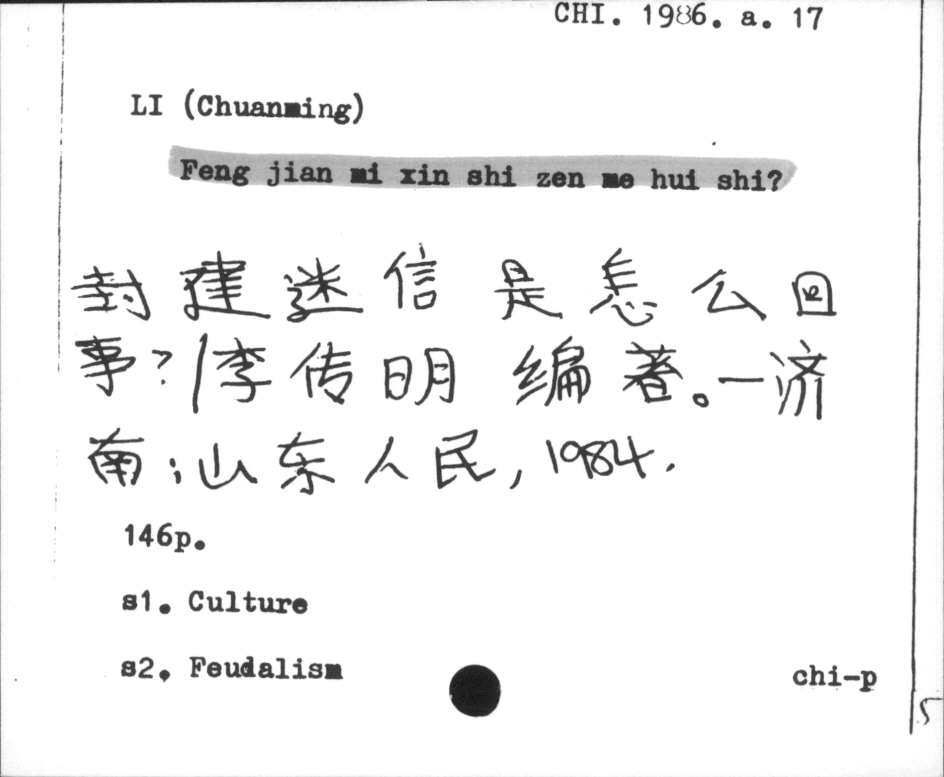 CHI. 1986. a. 17
LI (Chuanming)
Feng jian mi xin shi zen me hui shi?
封建迷信是怎么回
事?/李传明 编著。—济
南;山东人民, 1984.
146p.
s1. Culture
s2. Feudalism
chi-p
5